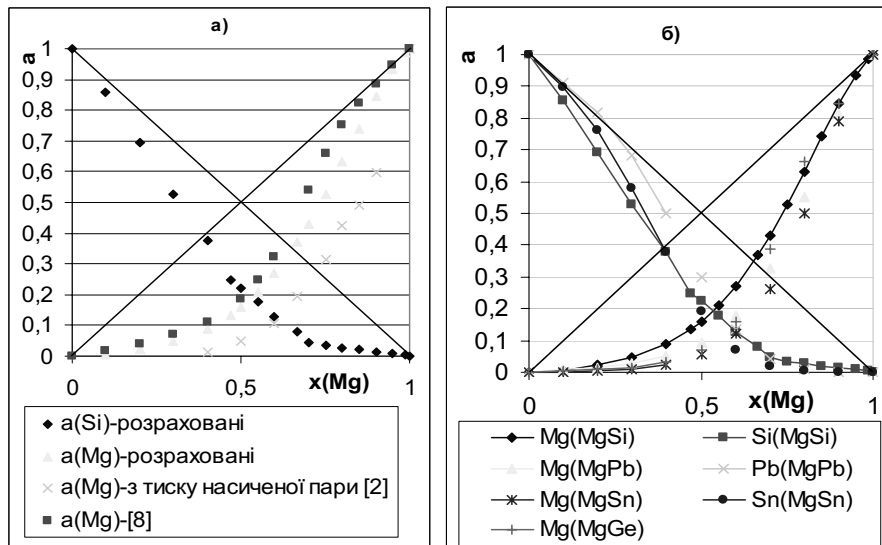 а)
a
1
0,9
0,8
0,7
0,6
0,5
0,4
0,3
0,2
0,1
0
0 0,5 1
x(Mg)
a(Si)-розраховані
a(Mg)-розраховані
a(Mg)-з тиску насиченої пари [2]
a(Mg)-[8]
б)
a
1
0,9
0,8
0,7
0,6
0,5
0,4
0,3
0,2
0,1
0
0 0,5 1
x(Mg)
Mg(MgSi) Si(MgSi)
Mg(MgPb) Pb(MgPb)
Mg(MgSn) Sn(MgSn)
Mg(MgGe)